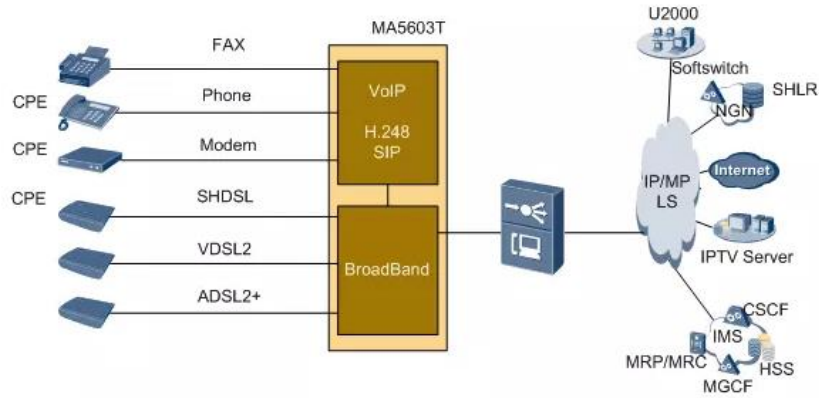 MA5603T
U2000
FAX
Softswitch
SHLR
NGN
CPE
Phone
VoIP
H.248
SIP
CPE
Modem
Internet
IP/MP
LS
CPE
SHDSL
VDSL2
BroadBand
IPTV Server
ADSL2+
CSCF
IMS
MRP/MRC
HSS
MGCF